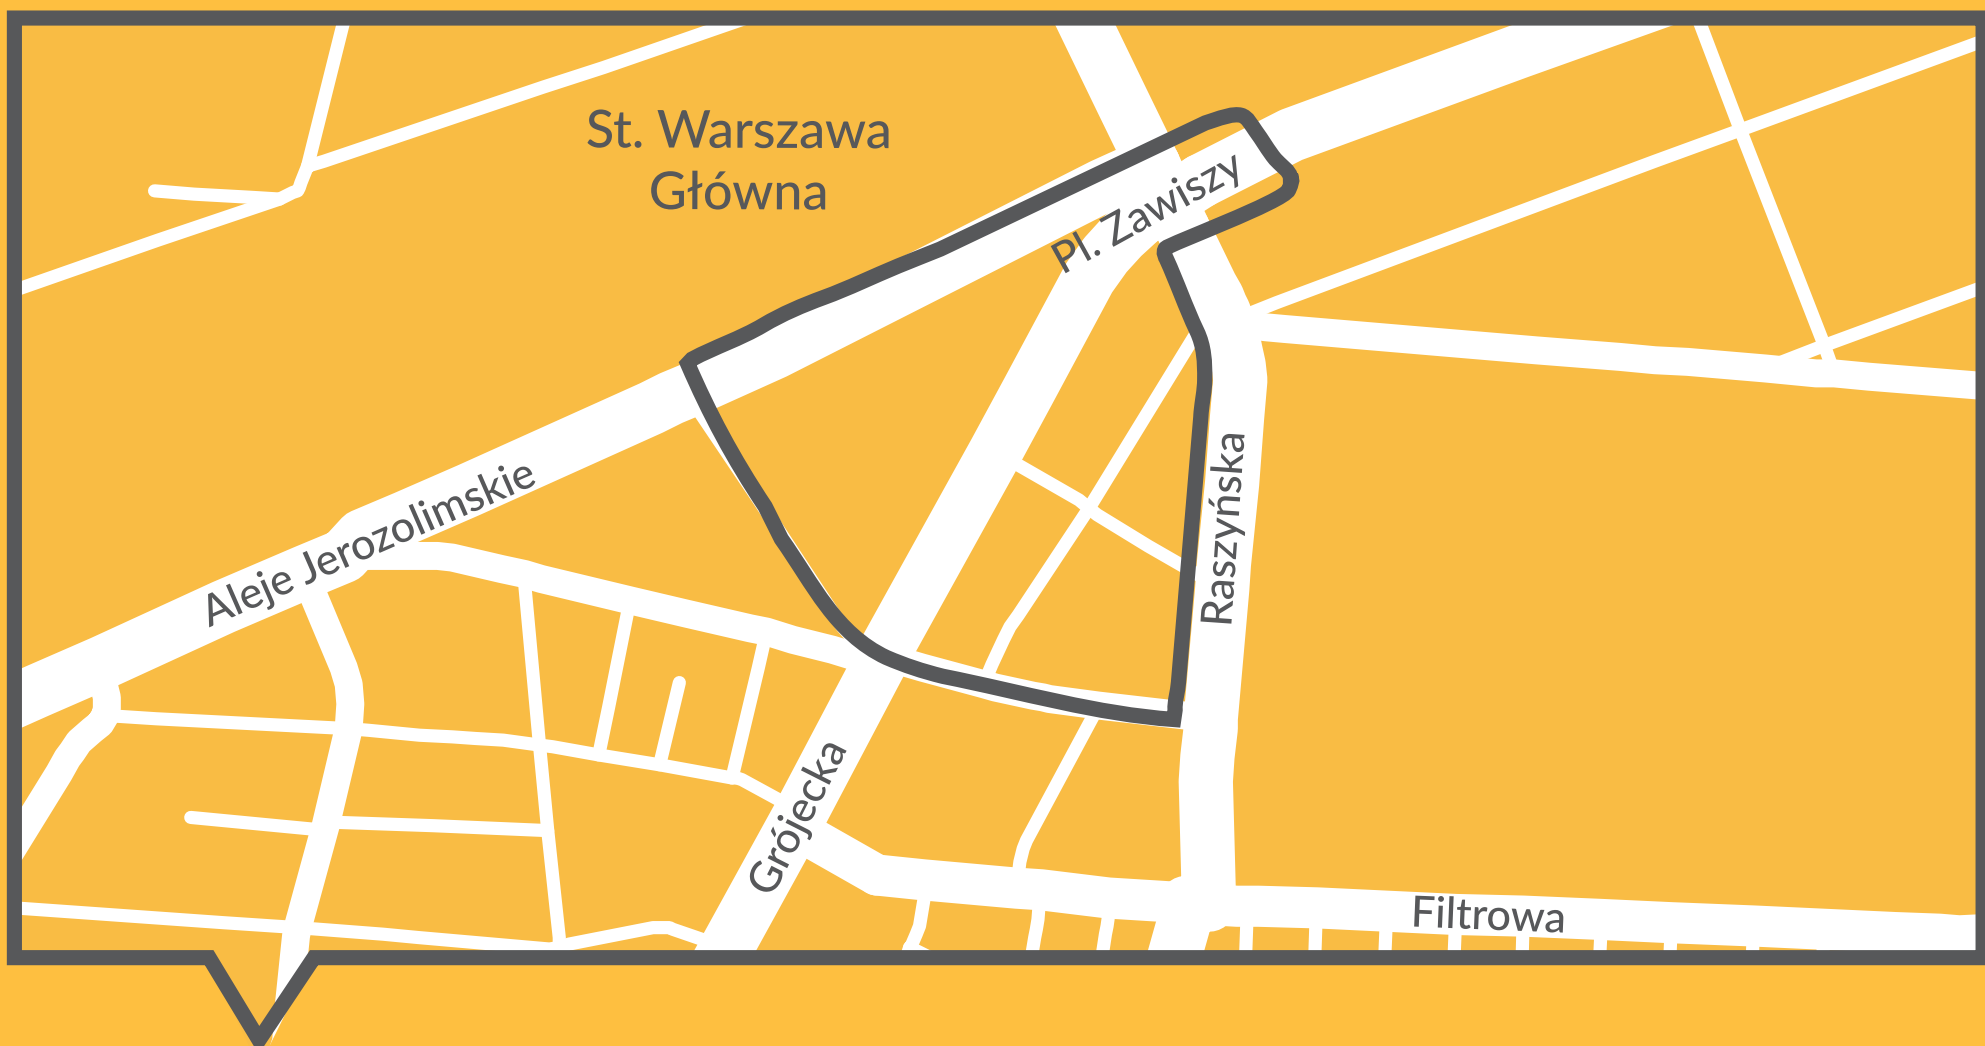 St. Warszawa
Główna
Pl. Zawiszy
Aleje Jerozolimskie
Raszyńska
Grójecka
Filtrowa